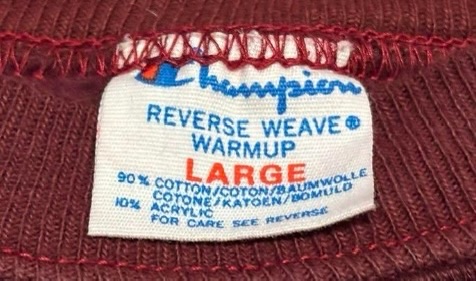 Champion
REVERSE WEAVE®
WARMUP
LARGE
90% COTTON/COTON/BAUMWOLLE
COTONE/KATOEN/BOMULD
10% ACRYLIC
FOR CARE SEE REVERSE